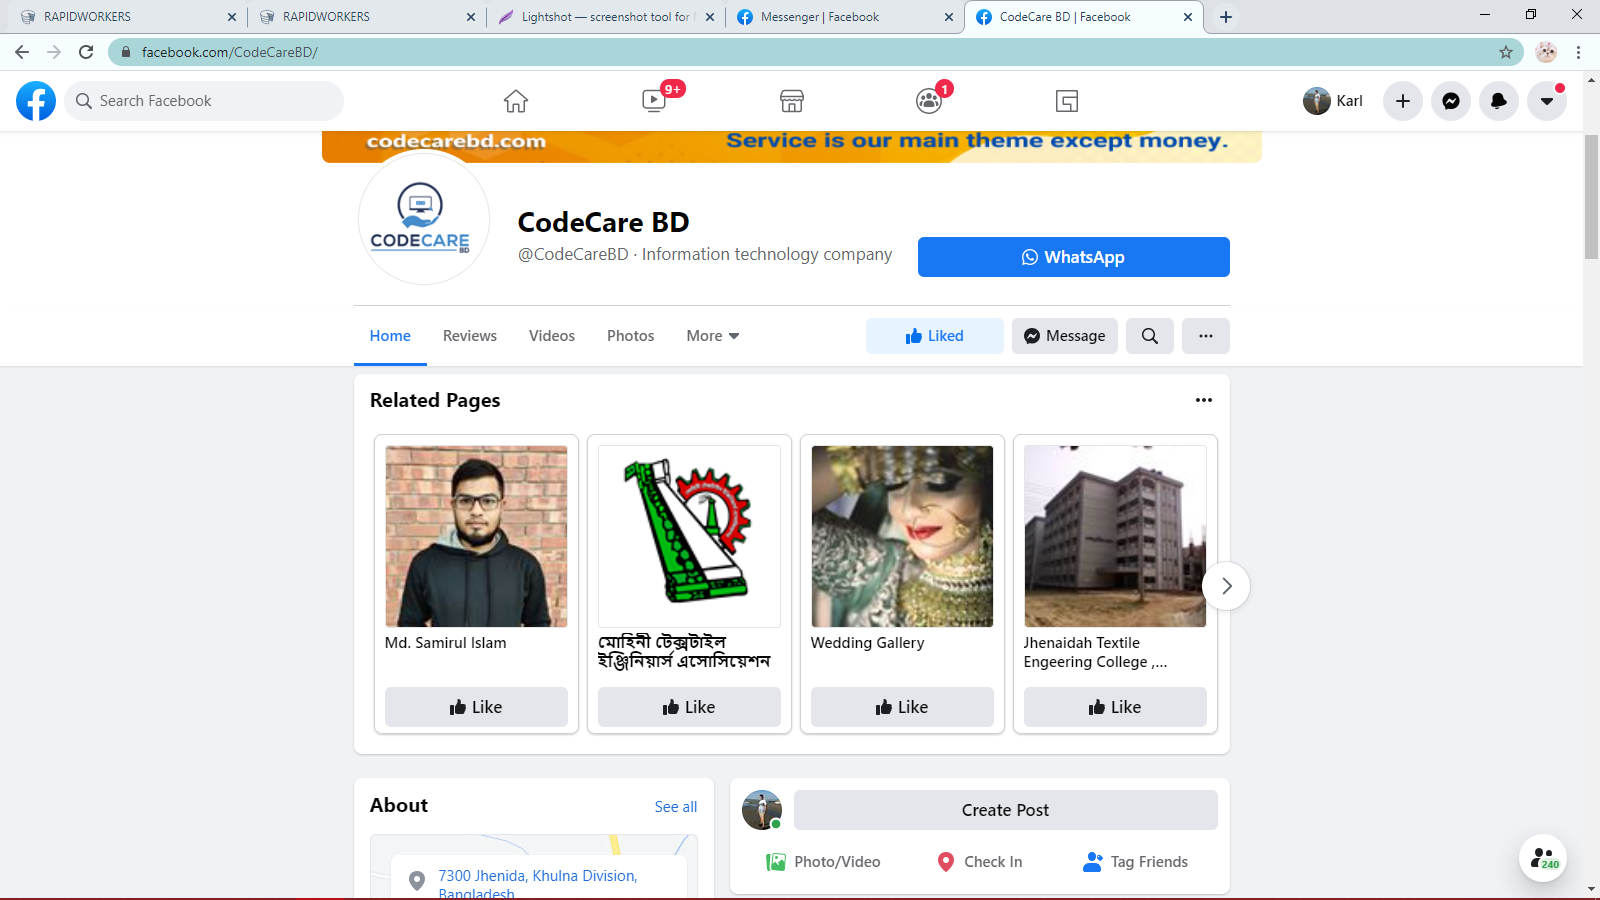 RAPIDWORKERS
RAPIDWORKERS
Lightshot — screenshot tool for
Messenger | Facebook
CodeCare BD | Facebook
facebook.com/CodeCareBD/
Search Facebook
9+
1
Karl
codecarebd.com
Service is our main theme except money.
CODECARE
BD
CodeCare BD
@CodeCareBD · Information technology company
WhatsApp
Home
Reviews
Videos
Photos
More
Liked
Message
Related Pages
Md. Samirul Islam
মোহিনী টেক্সটাইল
ইঞ্জিনিয়ার্স এসোসিয়েশন
Wedding Gallery
Jhenaidah Textile
Engeering College ,...
Like
Like
Like
Like
About
See all
7300 Jhenida, Khulna Division,
Bangladesh
Create Post
Photo/Video
Check In
Tag Friends
240